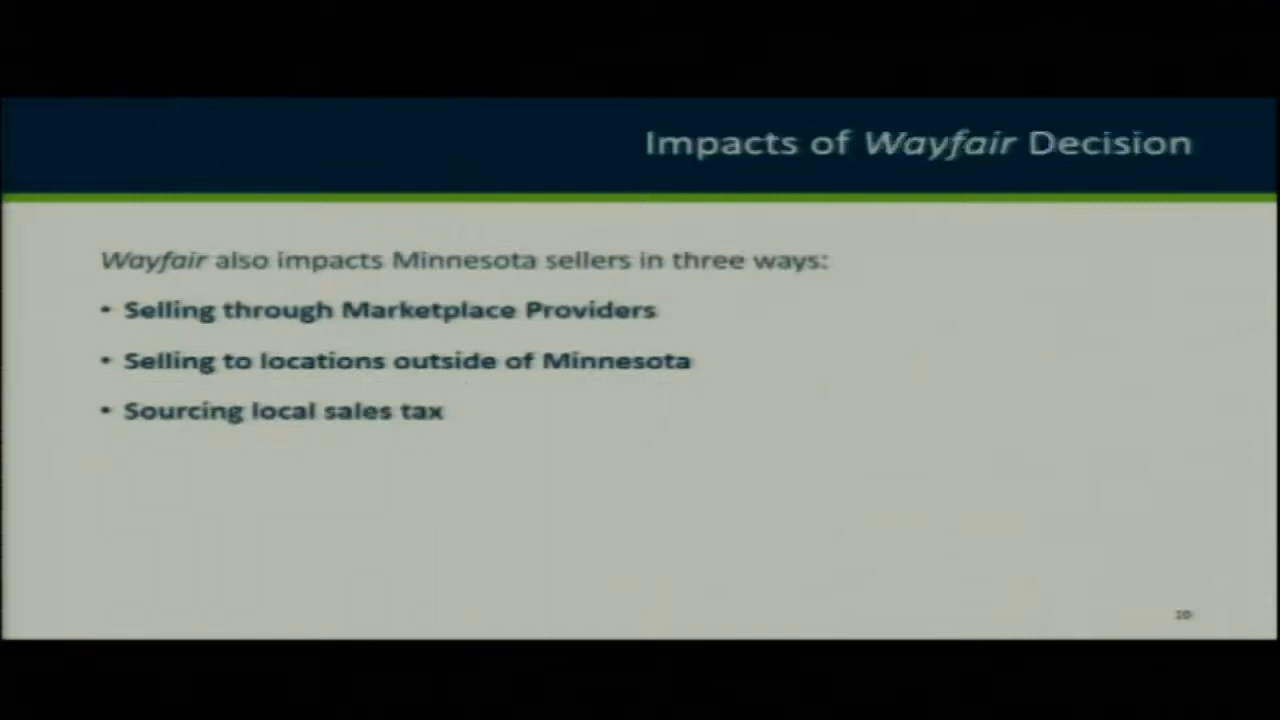 Impacts of Wayfair Decision
Wayfair also impacts Minnesota sellers in three ways:
• Selling through Marketplace Providers
• Selling to locations outside of Minnesota
• Sourcing local sales tax